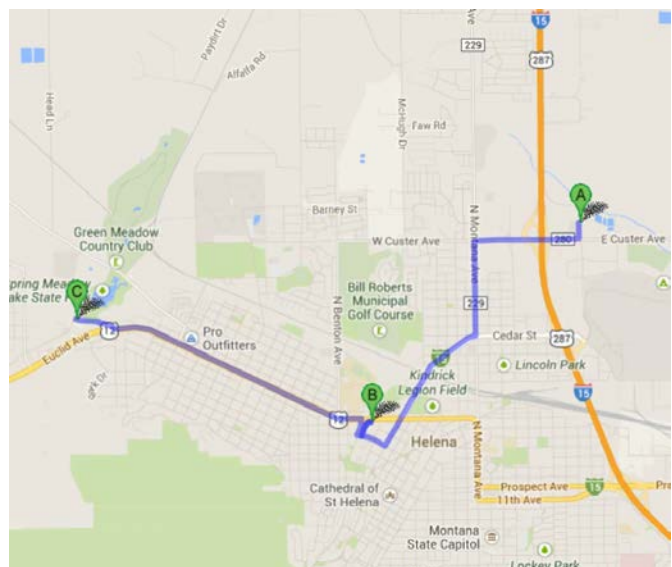 Paydirt Dr
Alfalfa Rd
Head Ln
15
229
287
McHugh Dr
Faw Rd
A
Barney St
N Montana Ave
W Custer Ave
280
E Custer Ave
Green Meadow
Country Club
pring Meadow
ake State
C
Bill Roberts
Municipal
Golf Course
N Benton Ave
229
Euclid Ave
12
Pro
Outfitters
Cedar St
287
Kindrick
Legion Field
Lincoln Park
15
B
12
Helena
N Montana Ave
Cathedral of
St Helena
Prospect Ave
15
Pra
11th Ave
Montana
State Capitol
Lockey Park